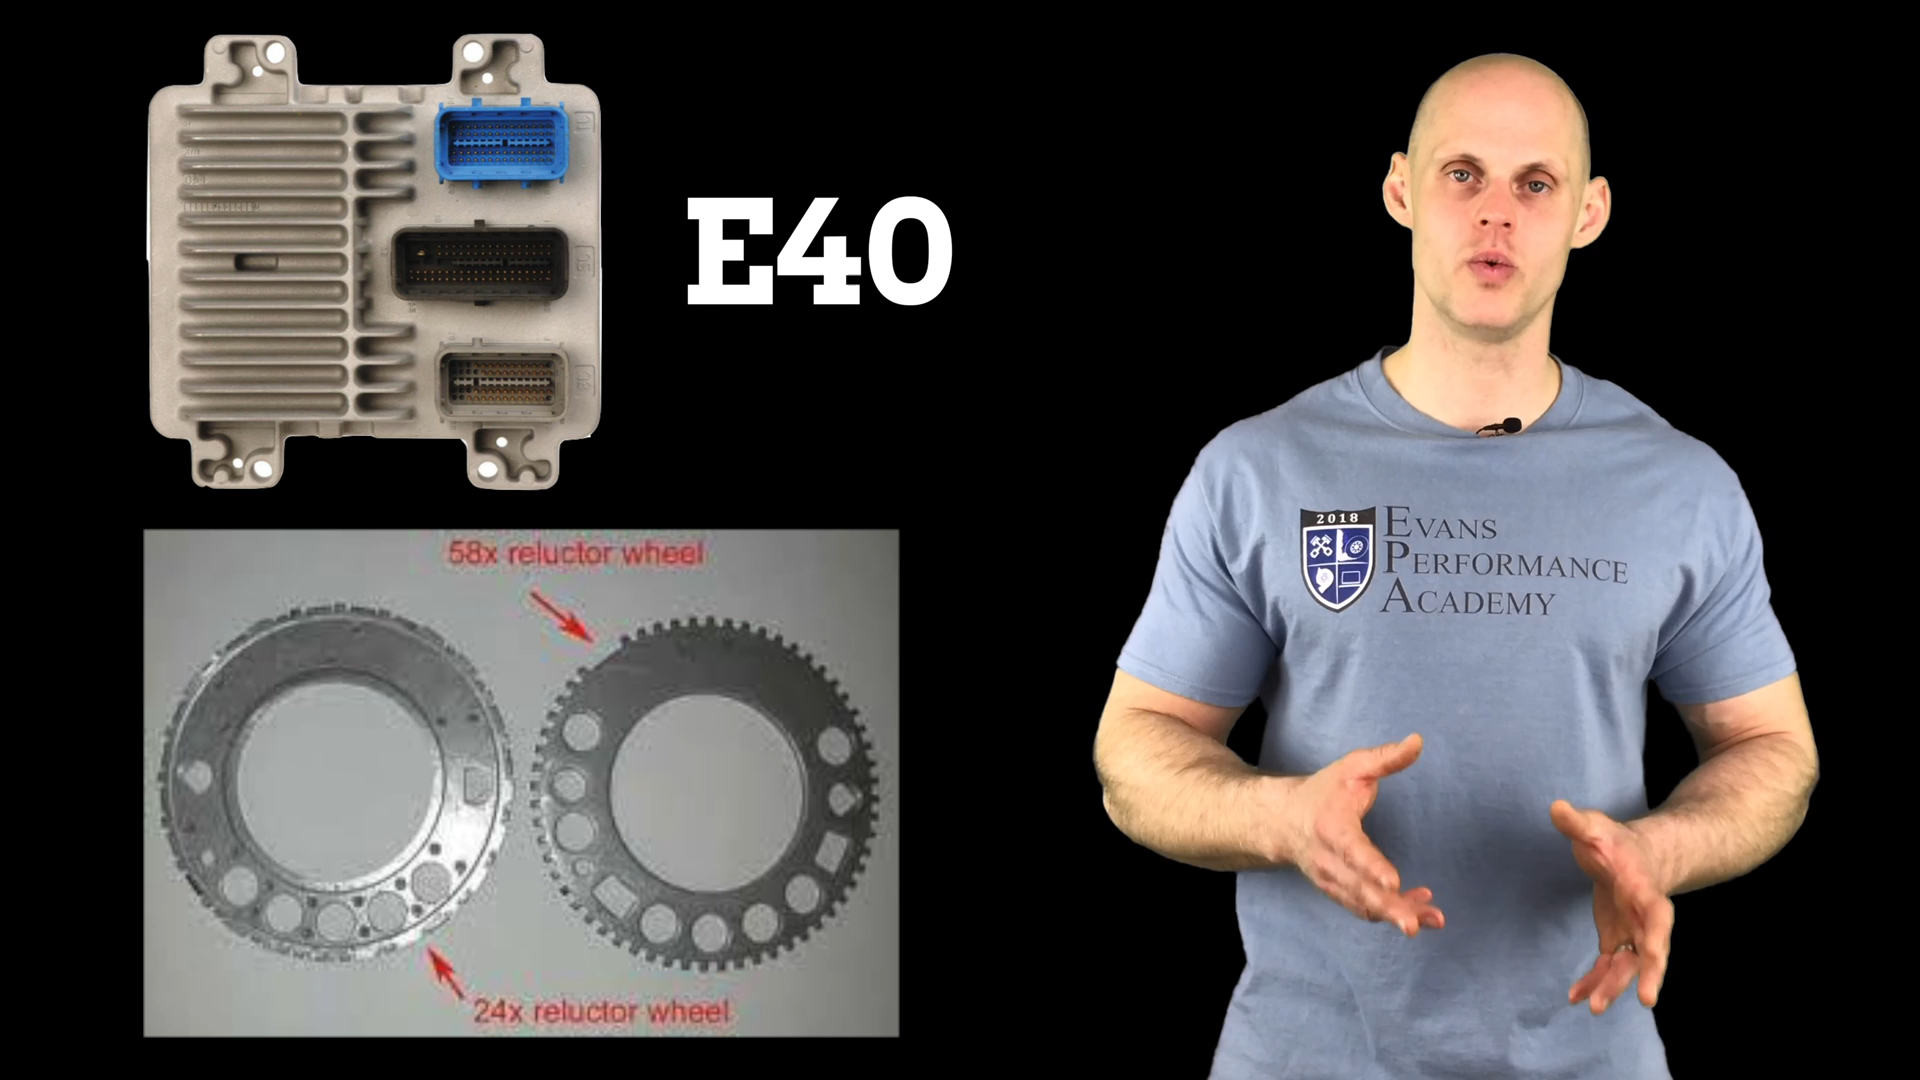 E40
58x reluctor wheel
24x reluctor wheel
2018
EVANS
PERFORMANCE
ACADEMY